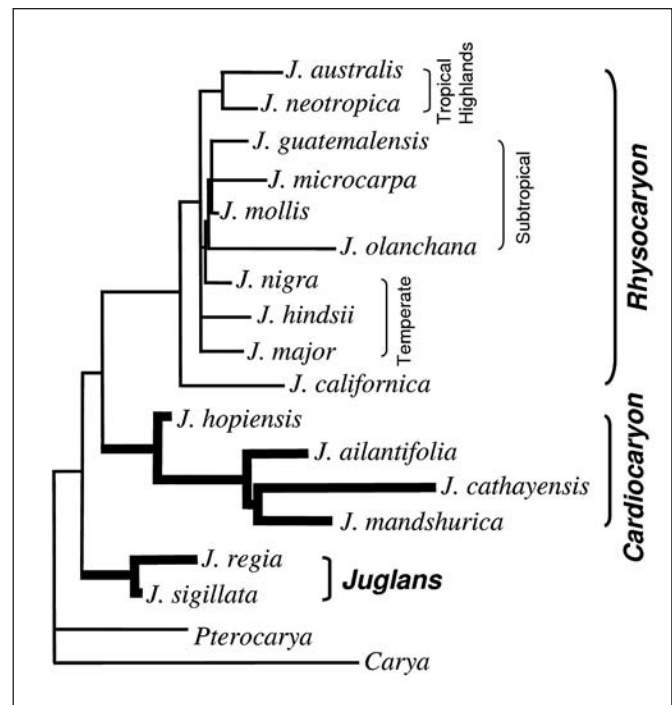 J. australis
J. neotropica
Tropical
Highlands
J. guatemalensis
J. microcarpa
J. mollis
J. olanchana
Subtropical
J. nigra
J. hindsii
J. major
Temperate
J. californica
Rhysocaryon
J. hopiensis
J. ailantifolia
J. cathayensis
J. mandshurica
Cardiocaryon
J. regia
J. sigillata
Juglans
Pterocarya
Carya